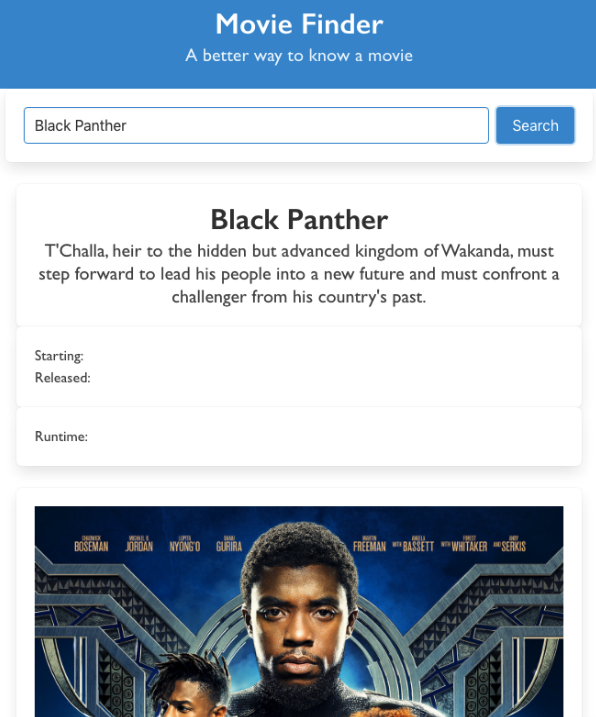 Movie Finder
A better way to know a movie
Black Panther
Search
Black Panther
T'Challa, heir to the hidden but advanced kingdom of Wakanda, must
step forward to lead his people into a new future and must confront a
challenger from his country's past.
Starting:
Released:
Runtime:
CHADWICK BOSEMAN MICHAEL B. JORDAN LUPITA NYONG'O DANAI GURIRA MARTIN FREEMAN WITH ANGELA BASSETT WITH FOREST WHITAKER AND ANDY SERKIS